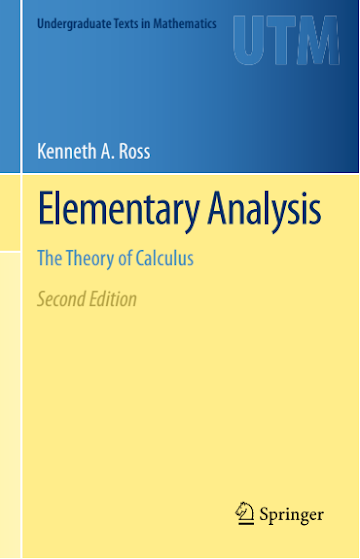 Undergraduate Texts in Mathematics
UTM
Kenneth A. Ross
Elementary Analysis
The Theory of Calculus
Second Edition
Springer